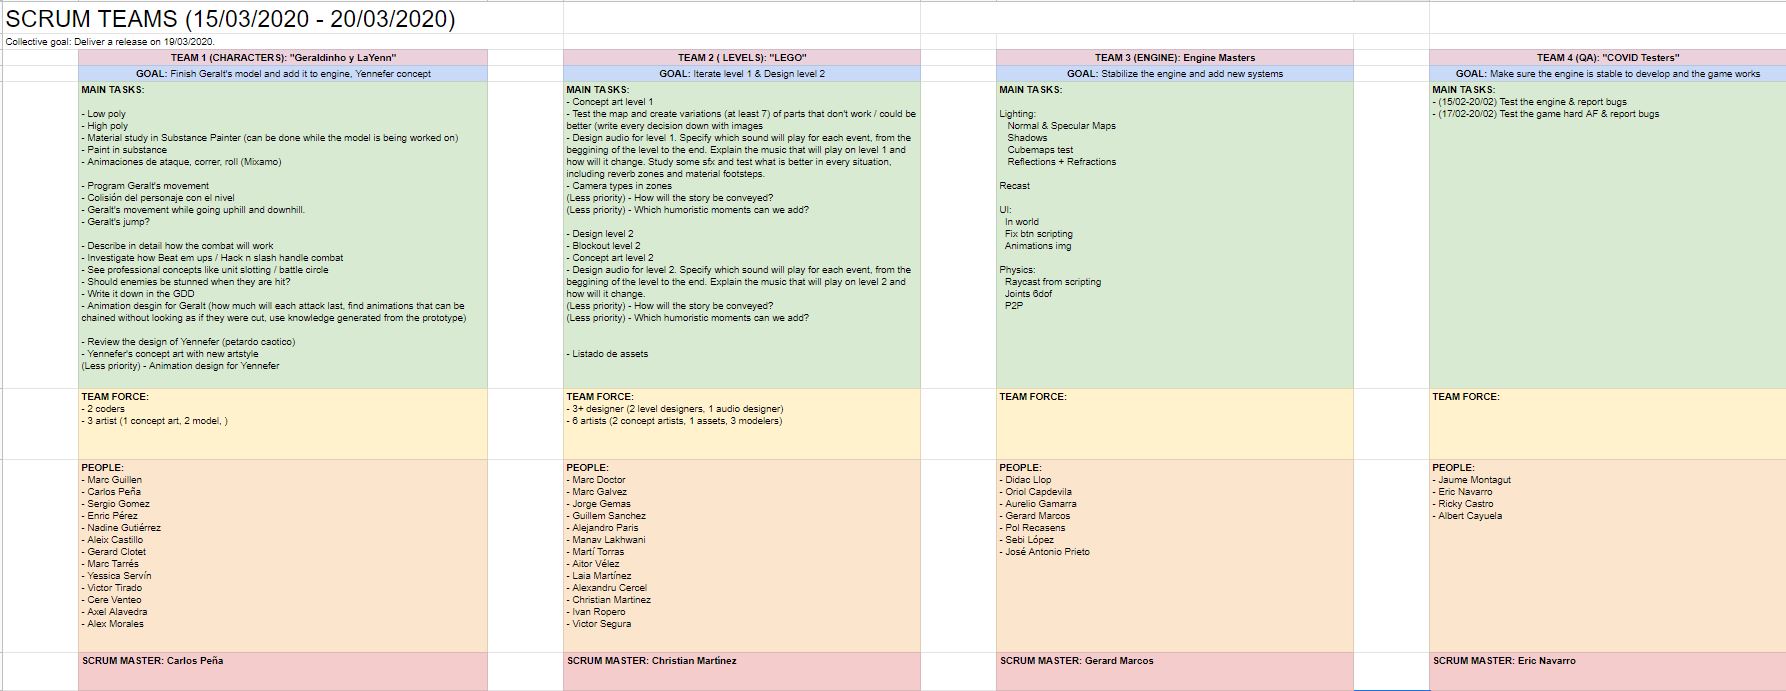 SCRUM TEAMS (15/03/2020 - 20/03/2020)
Collective goal: Deliver a release on 19/03/2020.
TEAM 1 (CHARACTERS): "Geraldinho y LaYenn"
GOAL: Finish Geralt's model and add it to engine, Yennefer concept
MAIN TASKS:
- Low poly
- High poly
- Material study in Substance Painter (can be done while the model is being worked on)
- Paint in substance
- Animaciones de ataque, correr, roll (Mixamo)
- Program Geralt's movement
- Colisión del personaje con el nivel
- Geralt's movement while going uphill and downhill.
- Geralt's jump?
- Describe in detail how the combat will work
- Investigate how Beat em ups / Hack n slash handle combat
- See professional concepts like unit slotting / battle circle
- Should enemies be stunned when they are hit?
- Write it down in the GDD
- Animation desgin for Geralt (how much will each attack last, find animations that can be
chained without looking as if they were cut, use knowledge generated from the prototype)
- Review the design of Yennefer (petardo caotico)
- Yennefer's concept art with new artstyle
(Less priority) - Animation design for Yennefer
TEAM FORCE:
- 2 coders
- 3 artist (1 concept art, 2 model, )
PEOPLE:
- Marc Guillen
- Carlos Peña
- Sergio Gomez
- Enric Pérez
- Nadine Gutiérrez
- Aleix Castillo
- Gerard Clotet
- Marc Tarrés
- Yessica Servín
- Victor Tirado
- Cere Venteo
- Axel Alavedra
- Alex Morales
SCRUM MASTER: Carlos Peña
TEAM 2 ( LEVELS): "LEGO"
GOAL: Iterate level 1 & Design level 2
MAIN TASKS:
- Concept art level 1
- Test the map and create variations (at least 7) of parts that don't work / could be
better (write every decision down with images
- Design audio for level 1. Specify which sound will play for each event, from the
beggining of the level to the end. Explain the music that will play on level 1 and
how will it change. Study some sfx and test what is better in every situation,
including reverb zones and material footsteps.
- Camera types in zones
(Less priority) - How will the story be conveyed?
(Less priority) - Which humoristic moments can we add?
- Design level 2
- Blockout level 2
- Concept art level 2
- Design audio for level 2. Specify which sound will play for each event, from the
beggining of the level to the end. Explain the music that will play on level 2 and
how will it change.
(Less priority) - How will the story be conveyed?
(Less priority) - Which humoristic moments can we add?
- Listado de assets
TEAM FORCE:
- 3+ designer (2 level designers, 1 audio designer)
- 6 artists (2 concept artists, 1 assets, 3 modelers)
PEOPLE:
- Marc Doctor
- Marc Galvez
- Jorge Gemas
- Guillem Sanchez
- Alejandro Paris
- Manav Lakhwani
- Martí Torras
- Aitor Vélez
- Laia Martínez
- Alexandru Cercel
- Christian Martinez
- Ivan Ropero
- Victor Segura
SCRUM MASTER: Christian Martínez
TEAM 3 (ENGINE): Engine Masters
GOAL: Stabilize the engine and add new systems
MAIN TASKS:
Lighting:
Normal & Specular Maps
Shadows
Cubemaps test
Reflections + Refractions
Recast
UI:
In world
Fix btn scripting
Animations img
Physics:
Raycast from scripting
Joints 6dof
P2P
TEAM FORCE:
PEOPLE:
- Didac Llop
- Oriol Capdevila
- Aurelio Gamarra
- Gerard Marcos
- Pol Recasens
- Sebi López
- José Antonio Prieto
SCRUM MASTER: Gerard Marcos
TEAM 4 (QA): "COVID Testers"
GOAL: Make sure the engine is stable to develop and the game works
MAIN TASKS:
- (15/02-20/02) Test the engine & report bugs
- (17/02-20/02) Test the game hard AF & report bugs
TEAM FORCE:
PEOPLE:
- Jaume Montagut
- Eric Navarro
- Ricky Castro
- Albert Cayuela
SCRUM MASTER: Eric Navarro